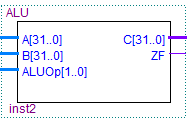 ALU
A[31..0] C[31..0]
B[31..0] ZF
ALUOp[1..0]
inst2